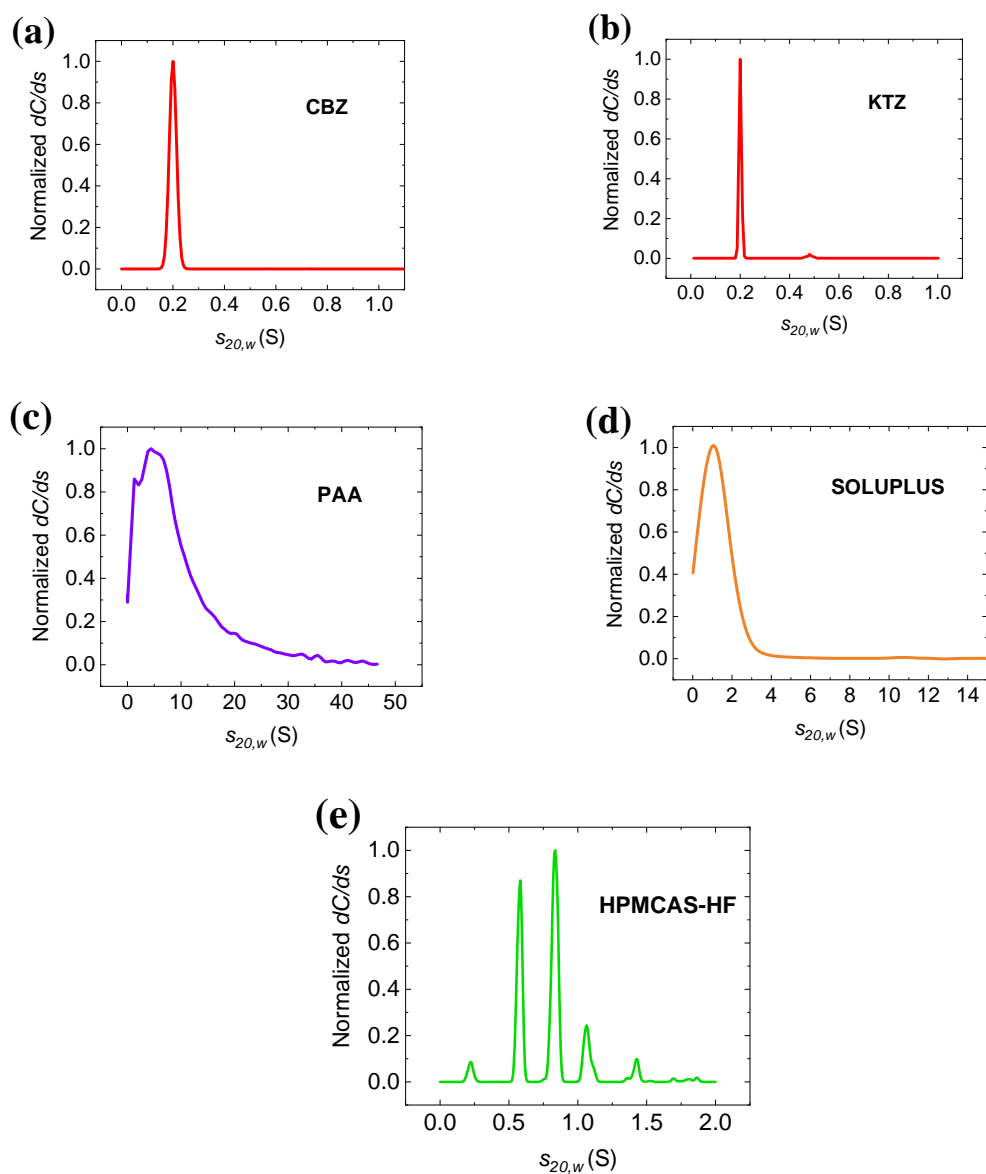 (a)
Normalized dC/ds
1.0
0.8
0.6
0.4
0.2
0.0
CBZ
0.0 0.2 0.4 0.6 0.8 1.0
s20,w (S)
(b)
Normalized dC/ds
1.0
0.8
0.6
0.4
0.2
0.0
KTZ
0.0 0.2 0.4 0.6 0.8 1.0
s20,w (S)
(c)
Normalized dC/ds
1.0
0.8
0.6
0.4
0.2
0.0
PAA
0 10 20 30 40 50
s20,w (S)
(d)
Normalized dC/ds
1.0
0.8
0.6
0.4
0.2
0.0
SOLUPLUS
0 2 4 6 8 10 12 14
s20,w (S)
(e)
Normalized dC/ds
1.0
0.8
0.6
0.4
0.2
0.0
HPMCAS-HF
0.0 0.5 1.0 1.5 2.0
s20,w (S)